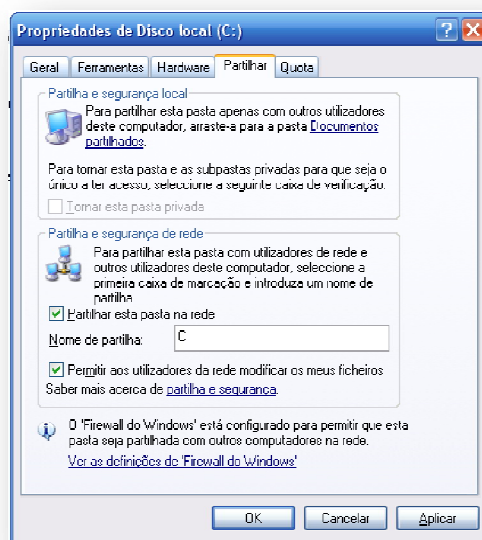 Propriedades de Disco local (C:)
Geral Ferramentas Hardware Partilhar Quota
Partilha e segurança local
Para partilhar esta pasta apenas com outros utilizadores
deste computador, arraste-a para a pasta Documentos
partilhados.
Para tornar esta pasta e as subpastas privadas para que seja o
único a ter acesso, seleccione a seguinte caixa de verificação.
Tornar esta pasta privada
Partilha e segurança de rede
Para partilhar esta pasta com utilizadores de rede e
outros utilizadores deste computador, seleccione a
primeira caixa de marcação e introduza um nome de
partilha.
Partilhar esta pasta na rede
Nome de partilha: C
Permitir aos utilizadores da rede modificar os meus ficheiros
Saber mais acerca de partilha e segurança.
O 'Firewall do Windows' está configurado para permitir que esta
pasta seja partilhada com outros computadores na rede.
Ver as definições de 'Firewall do Windows'
OK Cancelar Aplicar